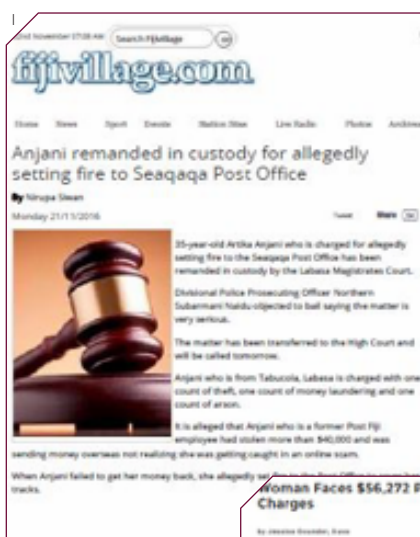 22nd November 07:08 AM
Search Fijivillage
GO
fijivillage.com
Home News Sport Events Station Sites Live Radio Photos Archives
Anjani remanded in custody for allegedly
setting fire to Seaqaqa Post Office
By Nirupa Siwan
Monday 21/11/2016
Tweet Share
35-year-old Artika Anjani who is charged for allegedly
setting fire to the Seaqaqa Post Office has been
remanded in custody by the Labasa Magistrates Court.
Divisional Police Prosecuting Officer Northern
Subarmani Naidu objected to bail saying the matter is
very serious.
The matter has been transferred to the High Court and
will be called tomorrow.
Anjani who is from Tabucola, Labasa is charged with one
count of theft, one count of money laundering and one
count of arson.
It is alleged that Anjani who is a former Post Fiji
employee had stolen more than $40,000 and was
sending money overseas not realizing she was getting caught in an online scam.
When Anjani failed to get her money back, she allegedly set
tracks.
Woman Faces $56,272
Charges